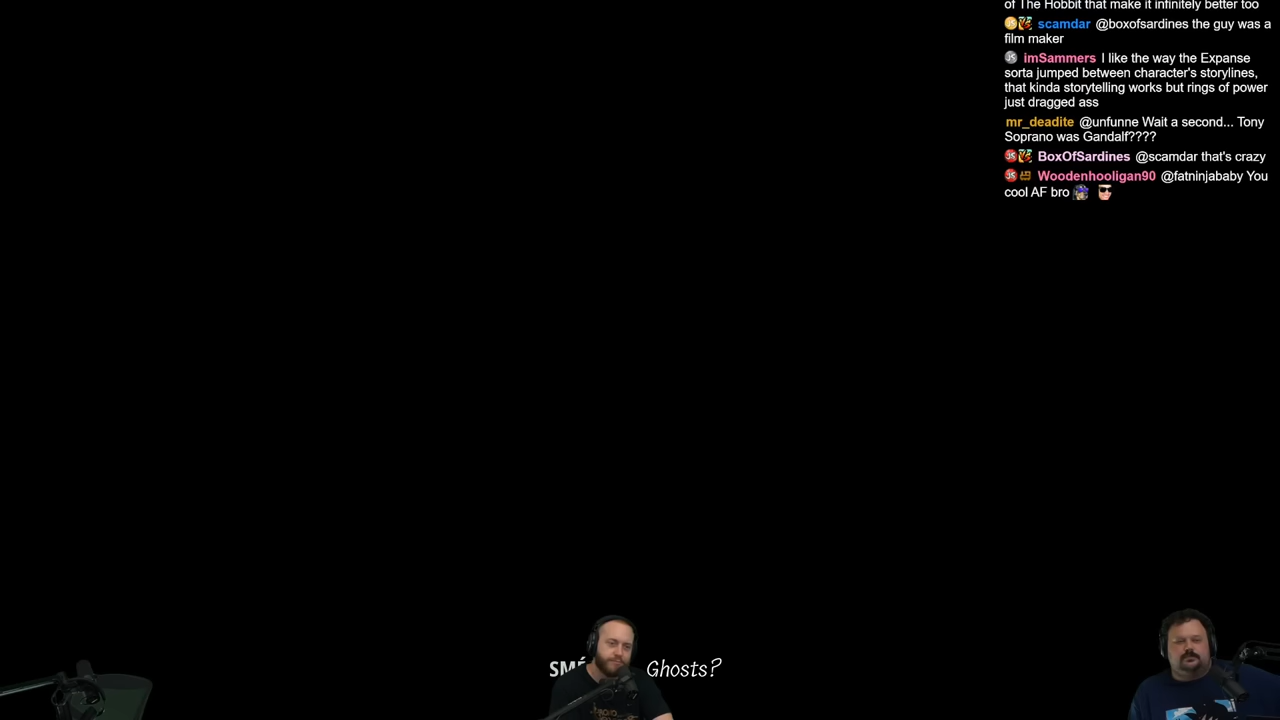 of The Hobbit that make it infinitely better too
scamdar @boxofsardines the guy was a
film maker
imSammers I like the way the Expanse
sorta jumped between character's storylines,
that kinda storytelling works but rings of power
just dragged ass
mr_deadite @unfunne Wait a second... Tony
Soprano was Gandalf????
BoxOfSardines @scamdar that's crazy
Woodenhooligan90 @fatninjababy You
cool AF bro
SMÉ Ghosts?